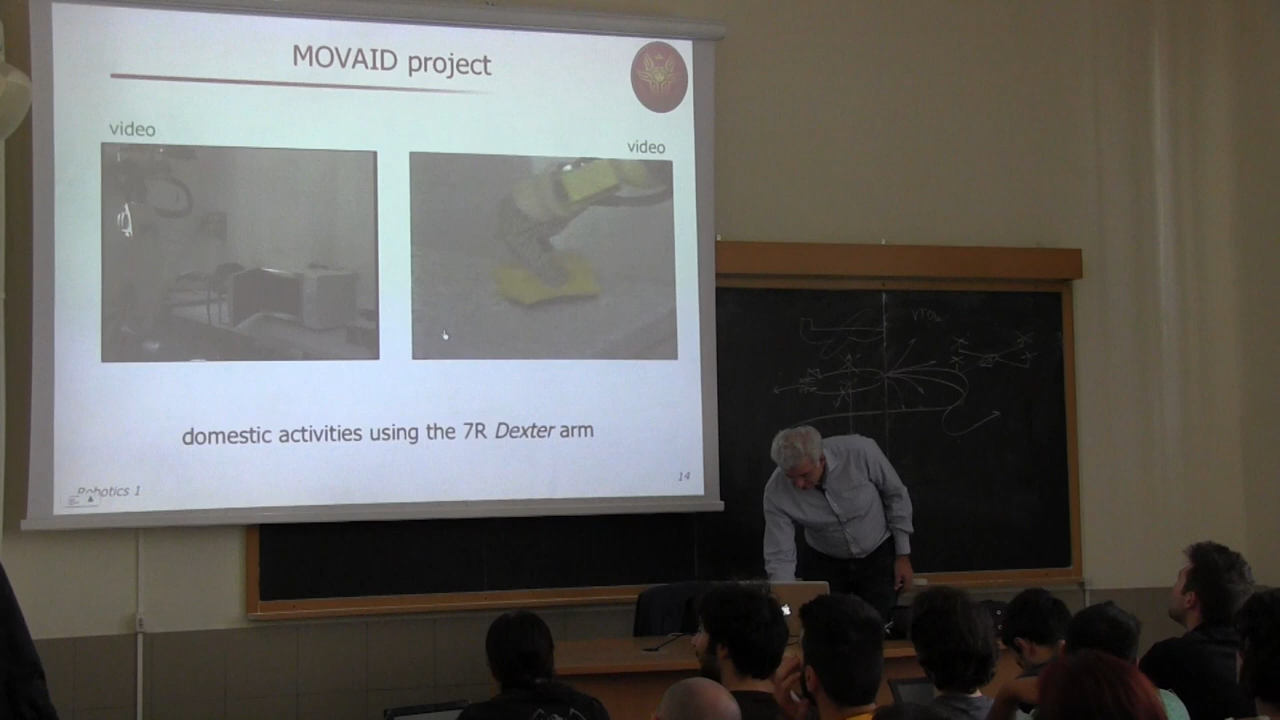 MOVAID project
video
video
domestic activities using the 7R Dexter arm
Robotics 1
14